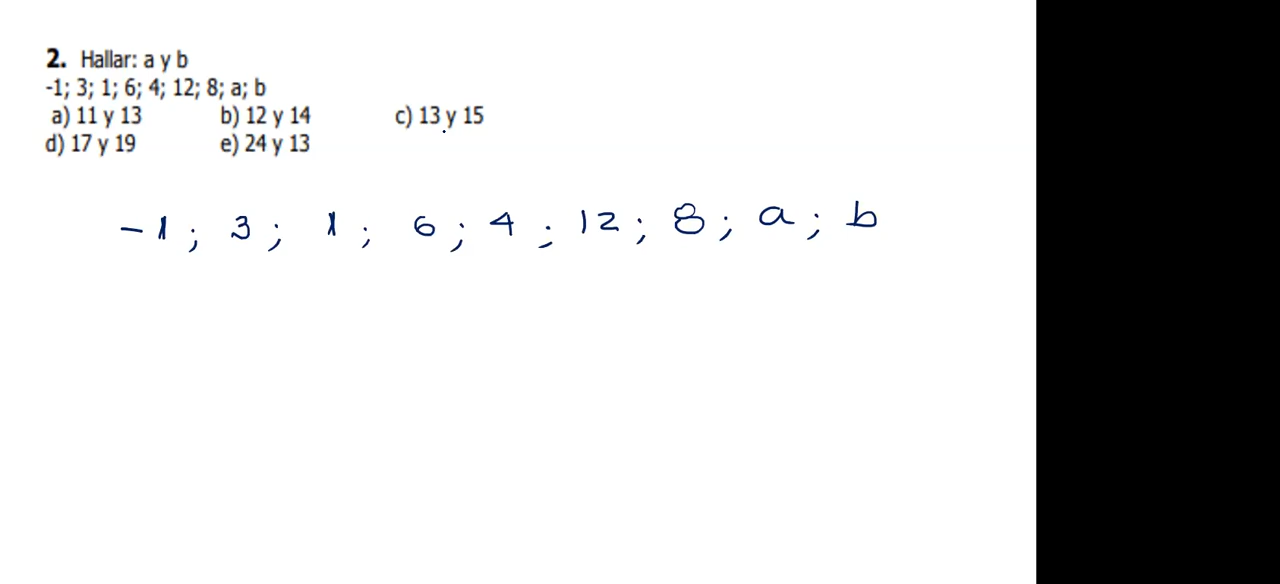 2. Hallar: a y b
-1; 3; 1; 6; 4; 12; 8; a; b
a) 11 y 13 b) 12 y 14 c) 13 y 15
d) 17 y 19 e) 24 y 13
-1; 3; 1; 6; 4; 12; 8; a; b